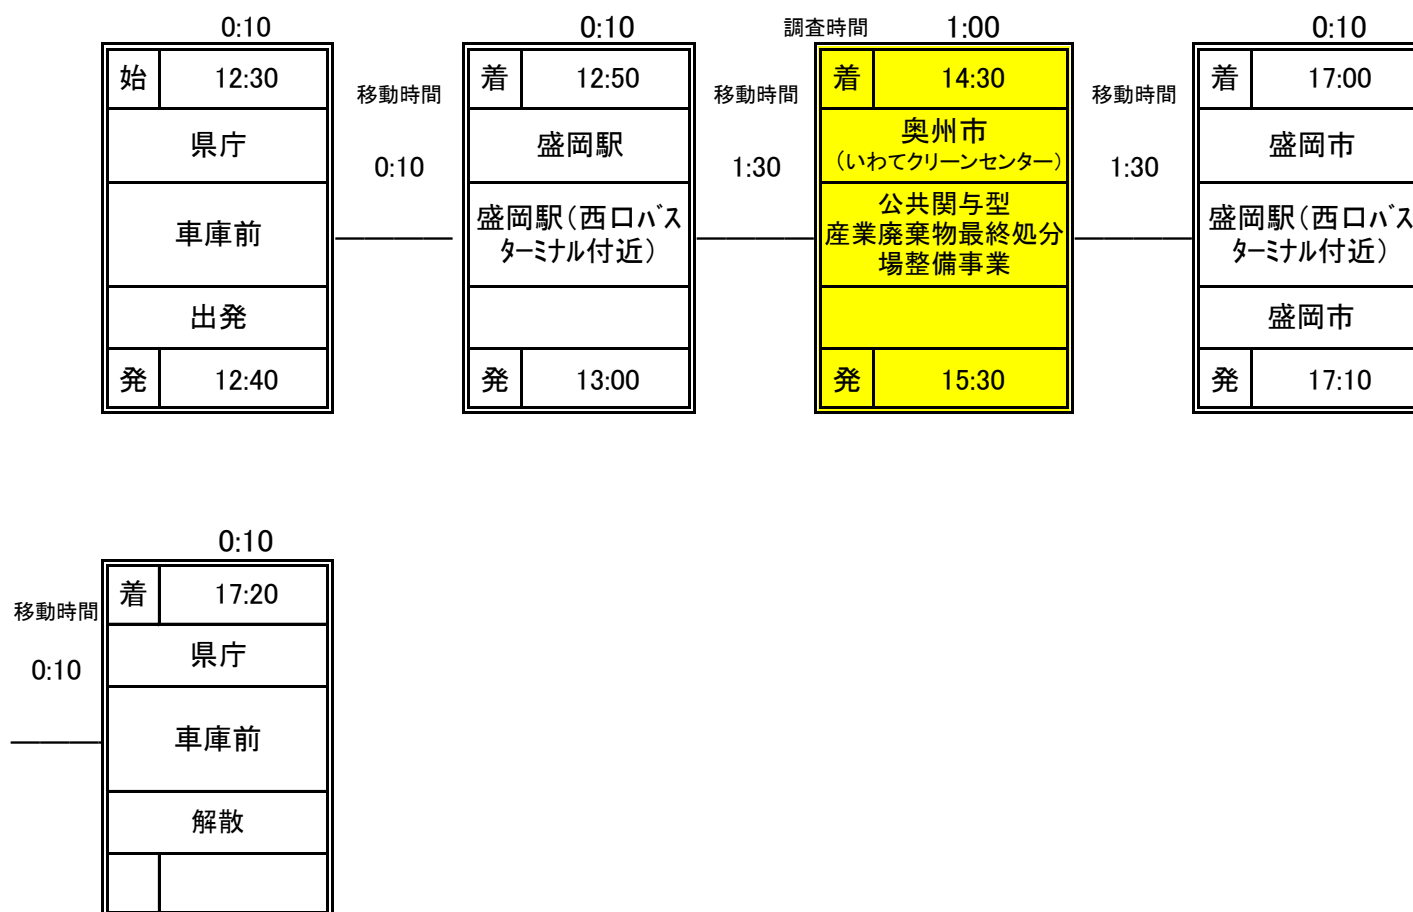 0:10
始 12:30
県庁
車庫前
出発
発 12:40
移動時間
0:10
0:10
着 12:50
盛岡駅
盛岡駅(西口ﾊﾞｽ
ﾀｰﾐﾅﾙ付近)
発 13:00
移動時間
1:30
調査時間 1:00
着 14:30
奥州市
(いわてクリーンセンター)
公共関与型
産業廃棄物最終処分
場整備事業
発 15:30
移動時間
1:30
0:10
着 17:00
盛岡市
盛岡駅(西口ﾊﾞｽ
ﾀｰﾐﾅﾙ付近)
盛岡市
発 17:10
移動時間
0:10
0:10
着 17:20
県庁
車庫前
解散